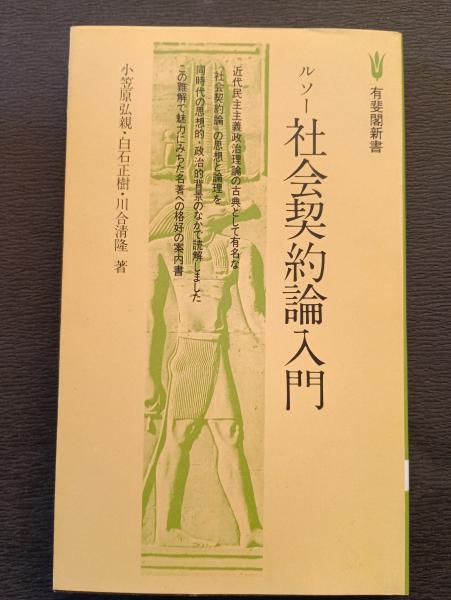 有斐閣新書
ルソー 社会契約論入門
近代民主主義政治理論の古典として有名な
『社会契約論』の思想と論理を
同時代の思想的・政治的背景のなかで読解しました
この難解で魅力にみちた名著への格好の案内書
小笠原弘親・白石正樹・川合清隆 著